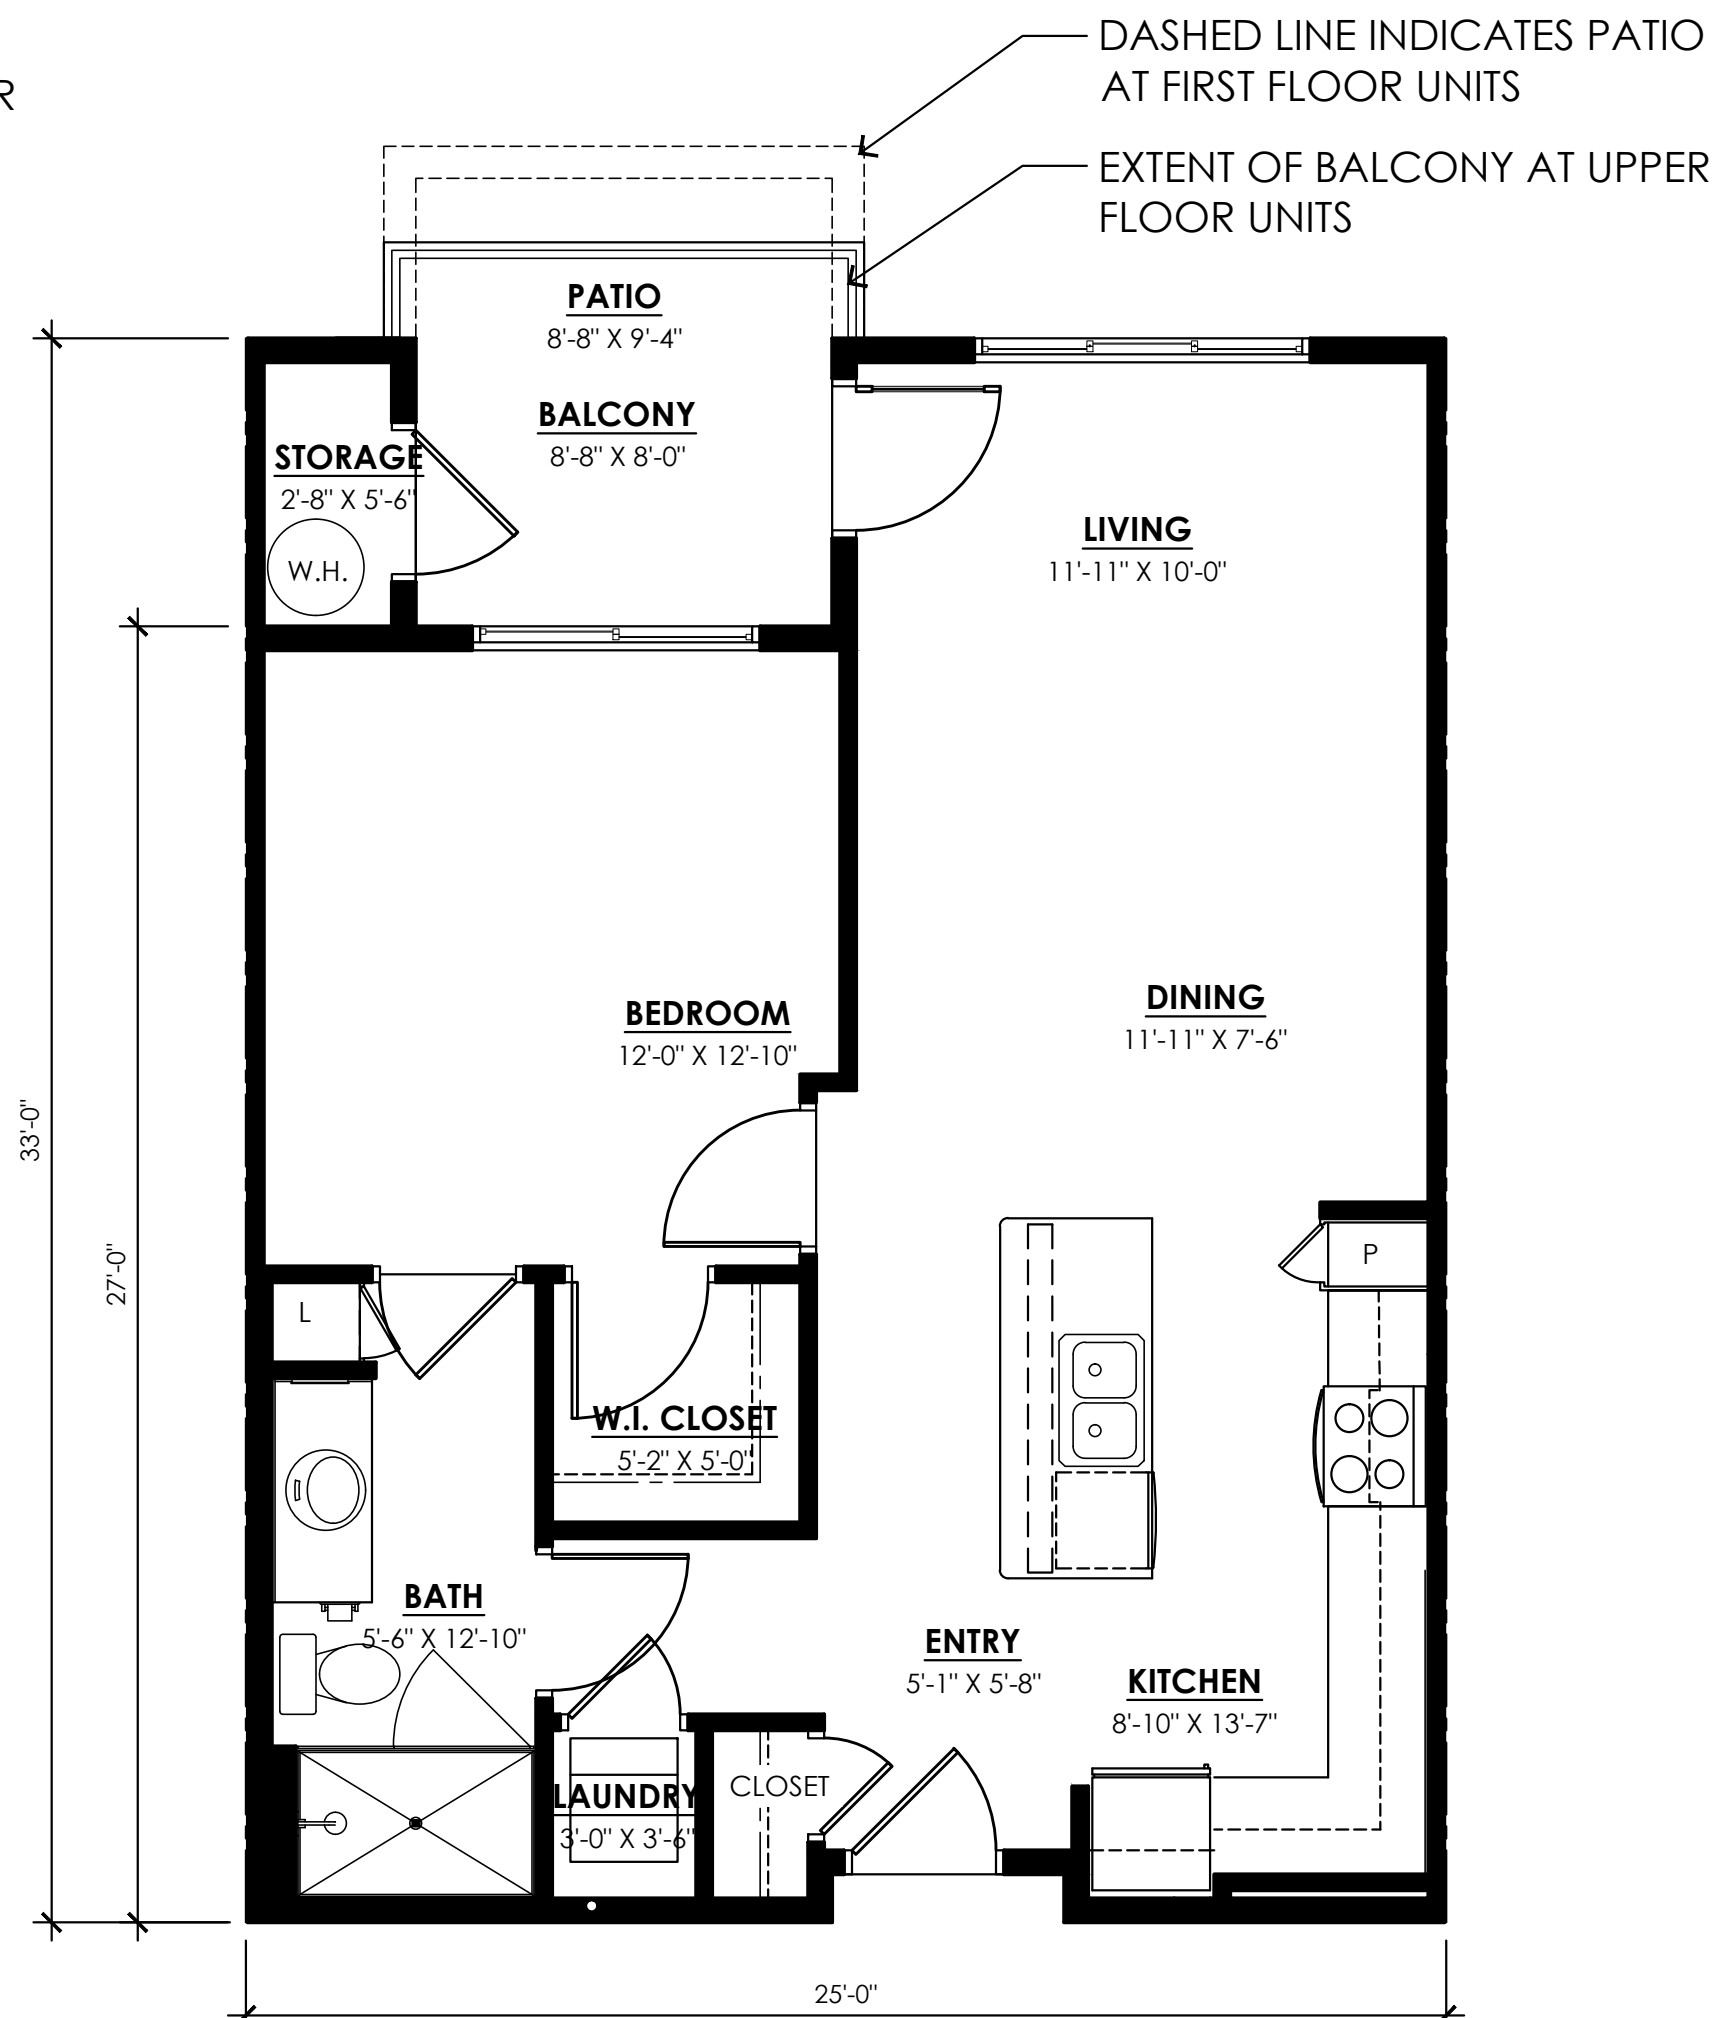 DASHED LINE INDICATES PATIO
AT FIRST FLOOR UNITS
R
EXTENT OF BALCONY AT UPPER
FLOOR UNITS
PATIO
8'-8" X 9'-4"
BALCONY
8'-8" X 8'-0"
STORAGE
2'-8" X 5'-6"
W.H.
LIVING
11'-11" X 10'-0"
BEDROOM
12'-0" X 12'-10"
DINING
11'-11" X 7'-6"
33'-0"
27'-0"
P
L
W.I. CLOSET
5'-2" X 5'-0"
BATH
5'-6" X 12'-10"
ENTRY
5'-1" X 5'-8"
KITCHEN
8'-10" X 13'-7"
LAUNDRY
3'-0" X 3'-6"
CLOSET
25'-0"